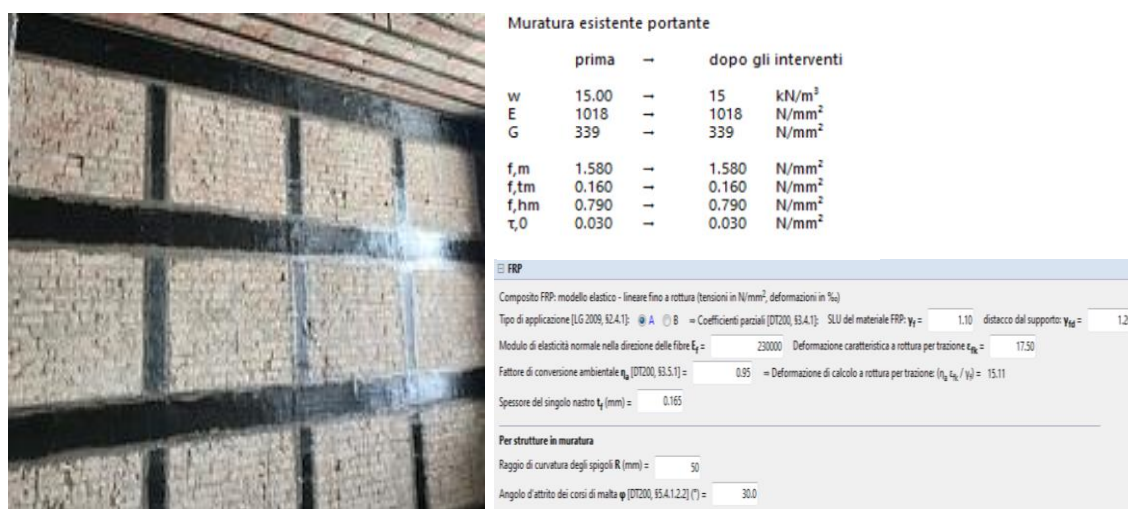 Muratura esistente portante
prima → dopo gli interventi
w 15.00 → 15 kN/m³
E 1018 → 1018 N/mm²
G 339 → 339 N/mm²
f,m 1.580 → 1.580 N/mm²
f,tm 0.160 → 0.160 N/mm²
f,hm 0.790 → 0.790 N/mm²
τ,0 0.030 → 0.030 N/mm²
FRP
Composito FRP: modello elastico - lineare fino a rottura (tensioni in N/mm², deformazioni in ‰)
Tipo di applicazione [LG 2009, §2.4.1]: A B = Coefficienti parziali [DT200, §3.4.1]: SLU del materiale FRP: γf = 1.10 distacco dal supporto: γfd = 1.2
Modulo di elasticità normale nella direzione delle fibre Ef = 230000 Deformazione caratteristica a rottura per trazione εfk = 17.50
Fattore di conversione ambientale ηa [DT200, §3.5.1] = 0.95 = Deformazione di calcolo a rottura per trazione: (ηa εfk / γf) = 15.11
Spessore del singolo nastro tf (mm) = 0.165
Per strutture in muratura
Raggio di curvatura degli spigoli R (mm) = 50
Angolo d'attrito dei corsi di malta φ [DT200, §5.4.1.2.2] (°) = 30.0